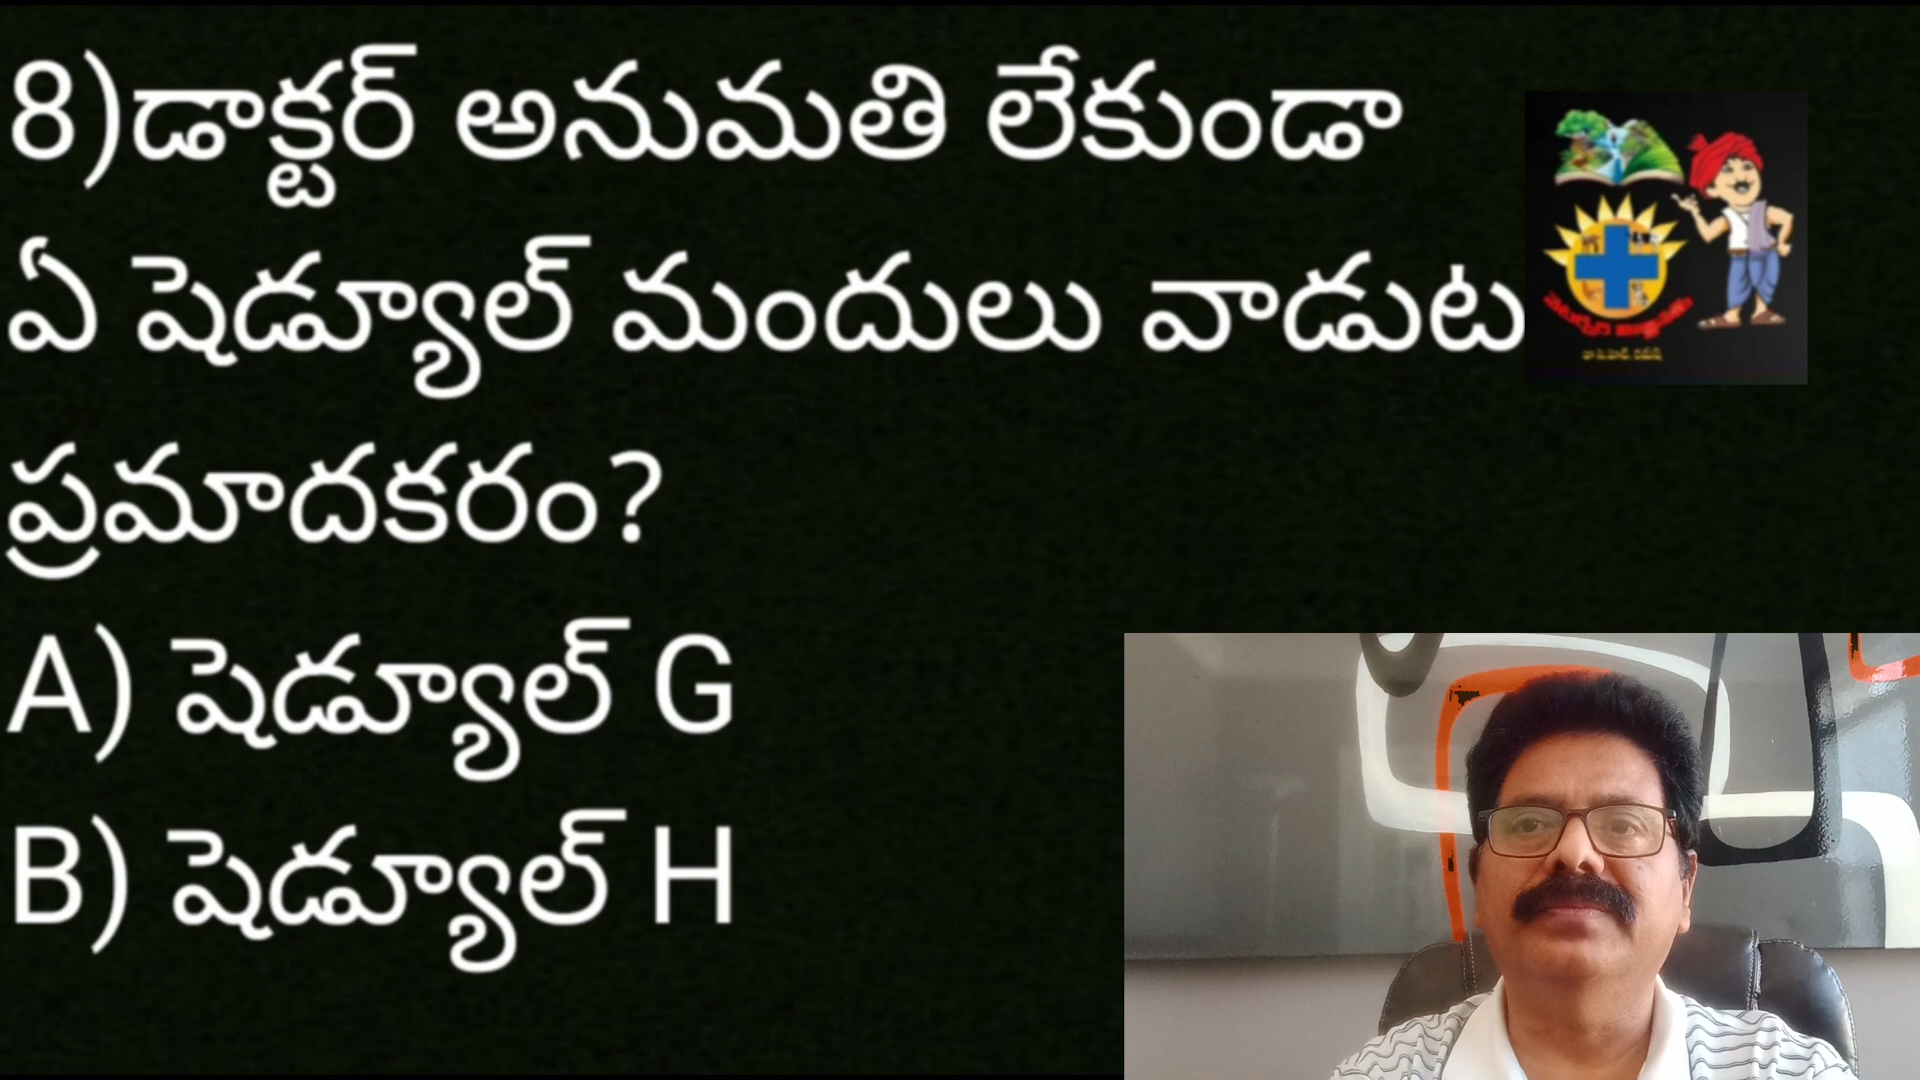 8)డాక్టర్ అనుమతి లేకుండా
ఏ షెడ్యూల్ మందులు వాడుట
ప్రమాదకరం?
A) షెడ్యూల్ G
B) షెడ్యూల్ H